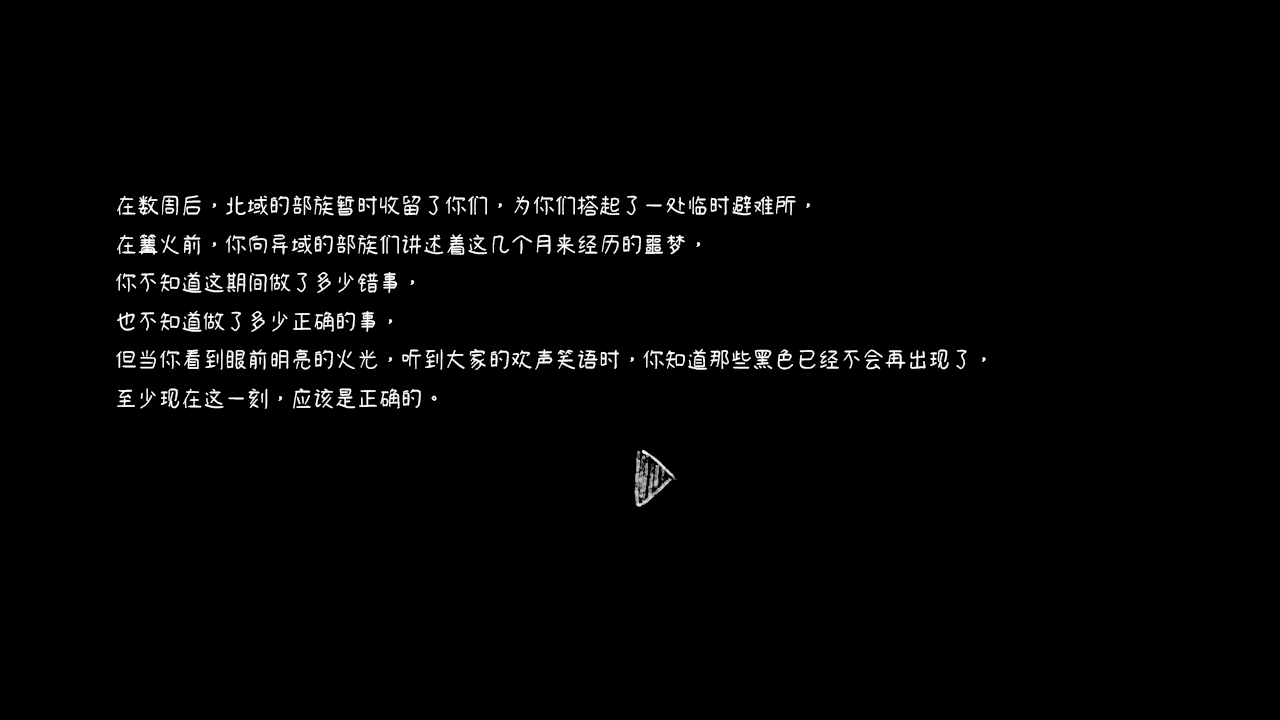 在数周后，北域的部族暂时收留了你们，为你们搭起了一处临时避难所，
在篝火前，你向异域的部族们讲述着这几个月来经历的噩梦，
你不知道这期间做了多少错事，
也不知道做了多少正确的事，
但当你看到眼前明亮的火光，听到大家的欢声笑语时，你知道那些黑色已经不会再出现了，
至少现在这一刻，应该是正确的。